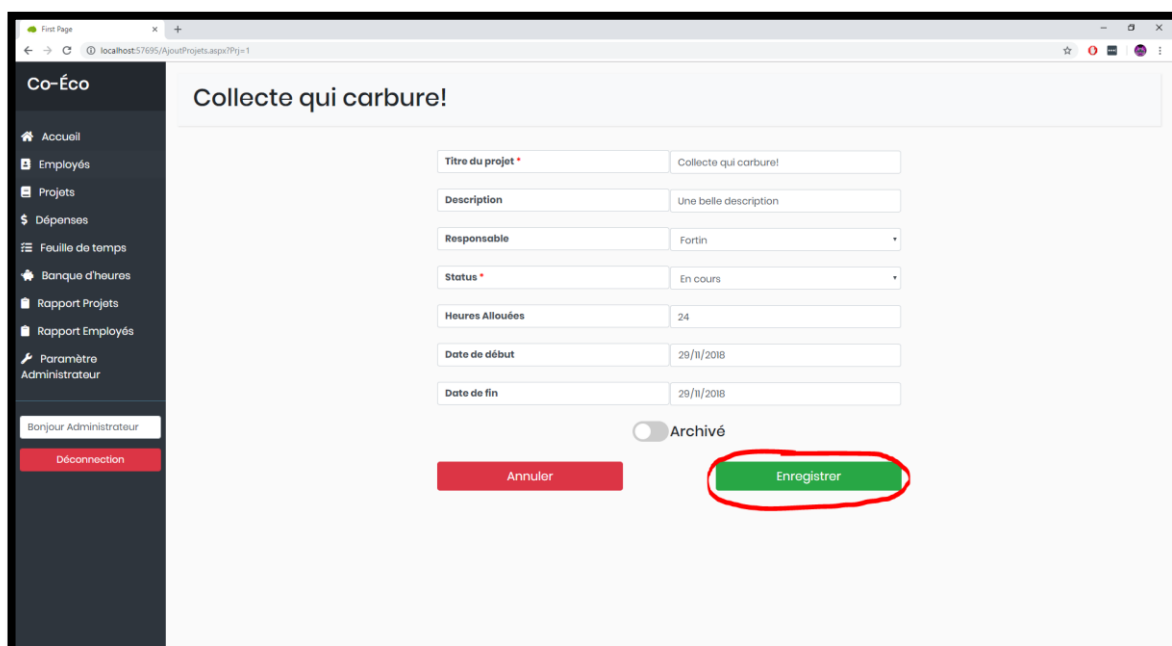 First Page
localhost:57695/AjoutProjets.aspx?Prj=1
Co-Éco
Collecte qui carbure!
Accueil
Employés
Projets
Dépenses
Feuille de temps
Banque d'heures
Rapport Projets
Rapport Employés
Paramètre
Administrateur
Bonjour Administrateur
Déconnection
Titre du projet *
Collecte qui carbure!
Description
Une belle description
Responsable
Fortin
Status *
En cours
Heures Allouées
24
Date de début
29/11/2018
Date de fin
29/11/2018
Archivé
Annuler
Enregistrer